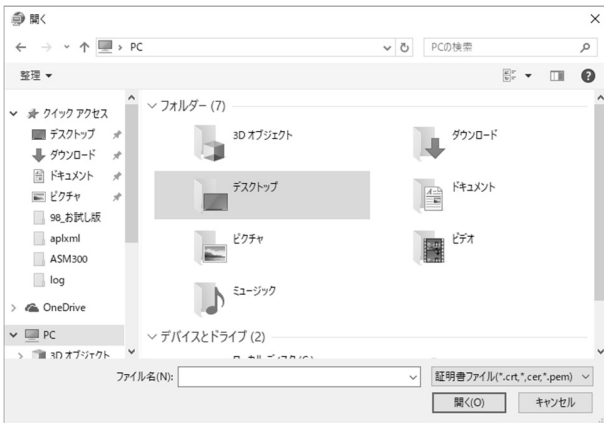 開く
PC
PCの検索
整理
クイック アクセス
デスクトップ
ダウンロード
ドキュメント
ピクチャ
98_お試し版
aplxml
ASM300
log
OneDrive
PC
3D オブジェクト
フォルダー (7)
3D オブジェクト
ダウンロード
デスクトップ
ドキュメント
ピクチャ
ビデオ
ミュージック
デバイスとドライブ (2)
ファイル名(N):
証明書ファイル(*.crt,*,cer,*.pem)
開く(O)
キャンセル